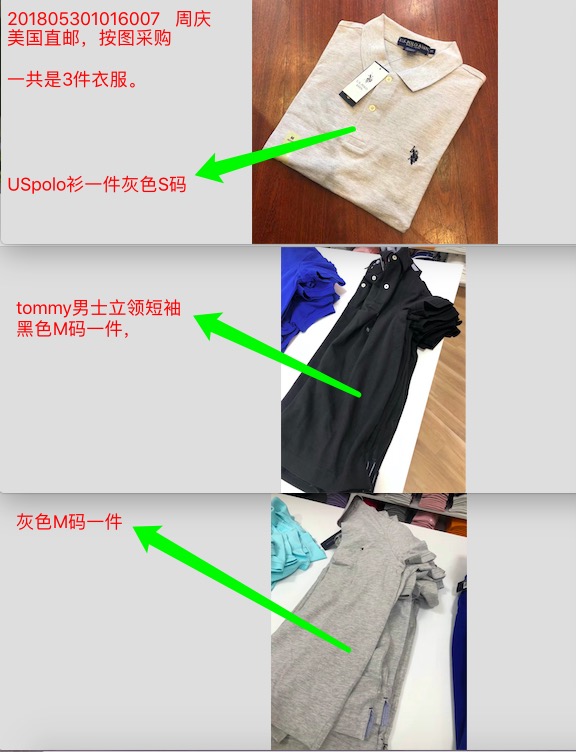 201805301016007 周庆
美国直邮，按图采购
一共是3件衣服。
USpolo衫一件灰色S码
tommy男士立领短袖
黑色M码一件，
灰色M码一件